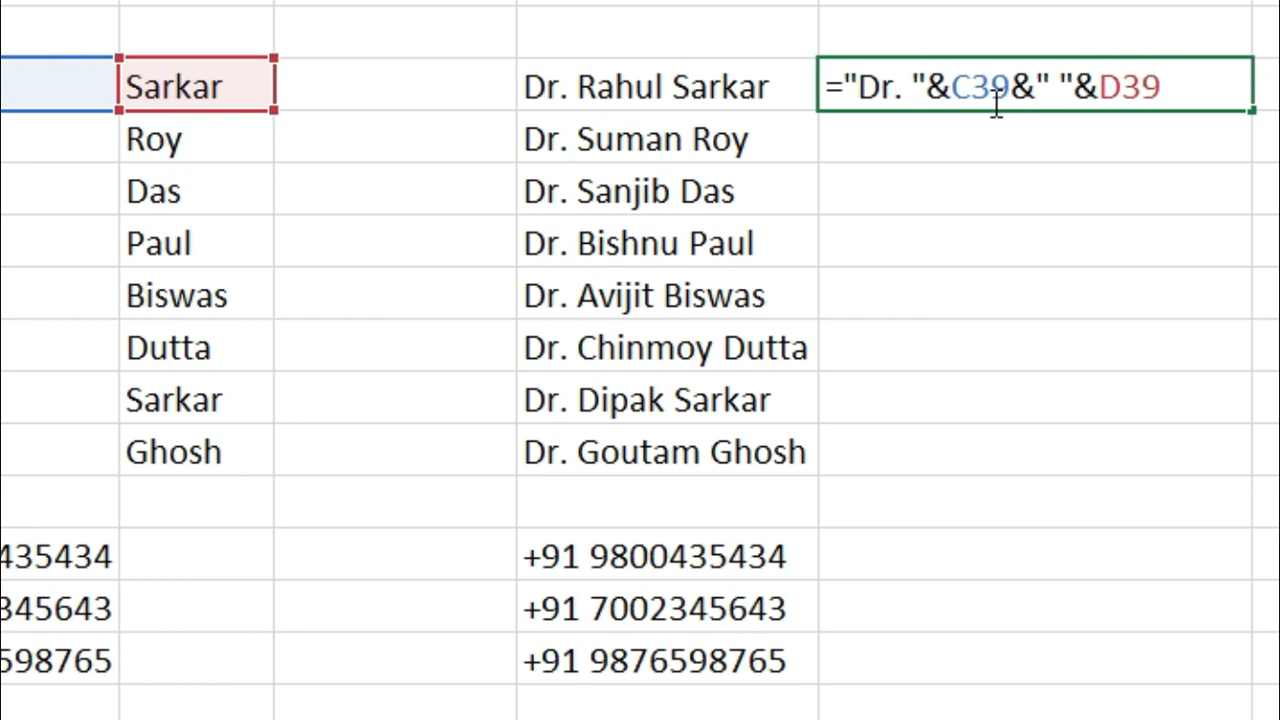 Sarkar Dr. Rahul Sarkar ="Dr. "&C39&" "&D39
Roy Dr. Suman Roy
Das Dr. Sanjib Das
Paul Dr. Bishnu Paul
Biswas Dr. Avijit Biswas
Dutta Dr. Chinmoy Dutta
Sarkar Dr. Dipak Sarkar
Ghosh Dr. Goutam Ghosh
435434 +91 9800435434
345643 +91 7002345643
598765 +91 9876598765